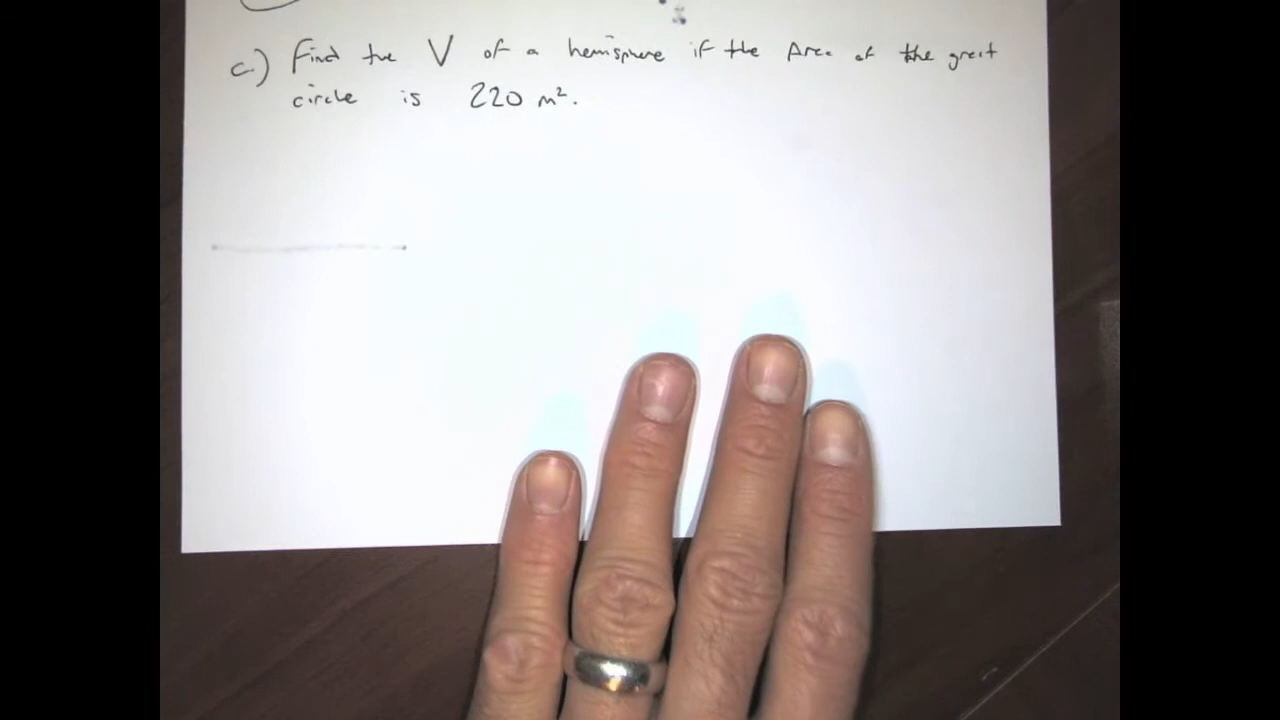 c.) Find the V of a hemisphere if the Area of the great
circle is 220 m².